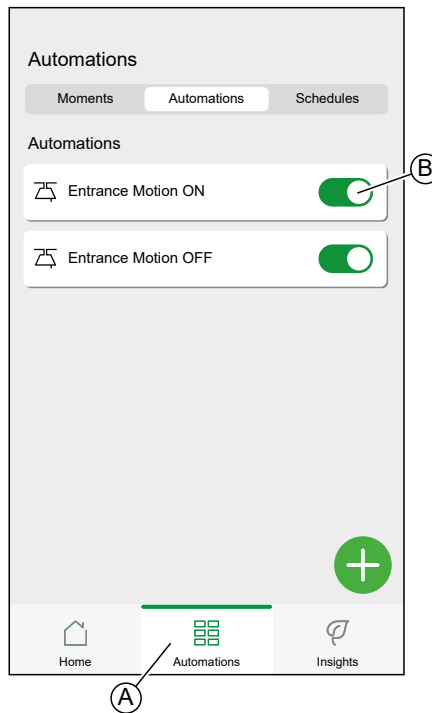 Automations
Moments Automations Schedules
Automations
B
Entrance Motion ON
Entrance Motion OFF
Home Automations Insights
A